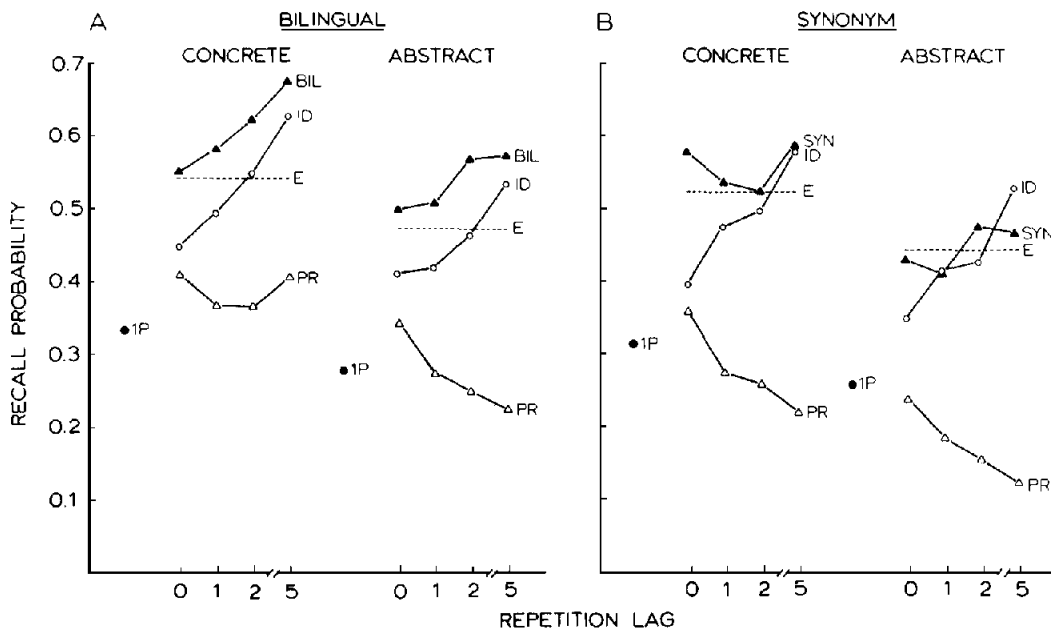 A BILINGUAL
CONCRETE ABSTRACT
B SYNONYM
CONCRETE ABSTRACT
RECALL PROBABILITY
0.7
0.6
0.5
0.4
0.3
0.2
0.1
BIL
ID
E
PR
1P
BIL
ID
E
PR
1P
SYN
ID
E
PR
1P
ID
SYN
E
PR
1P
0 1 2 5 0 1 2 5 0 1 2 5 0 1 2 5
REPETITION LAG